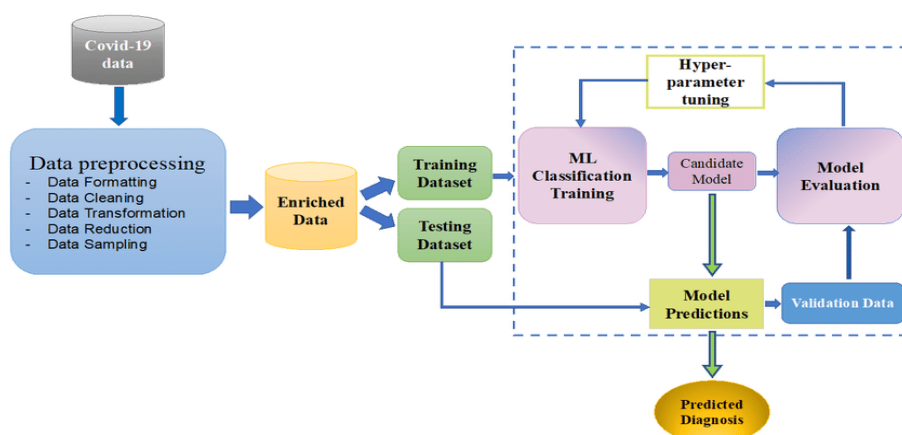 Covid-19
data
Data preprocessing
- Data Formatting
- Data Cleaning
- Data Transformation
- Data Reduction
- Data Sampling
Enriched
Data
Training
Dataset
Testing
Dataset
Hyper-
parameter
tuning
ML
Classification
Training
Candidate
Model
Model
Evaluation
Model
Predictions
Validation Data
Predicted
Diagnosis